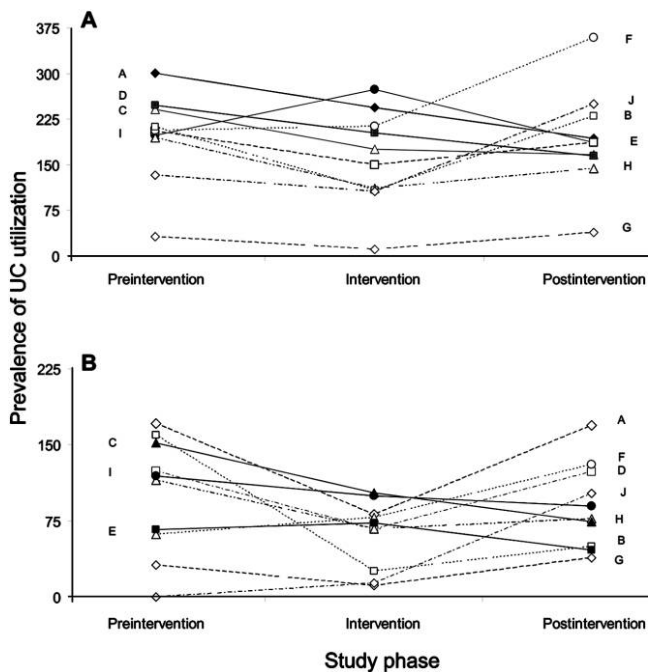 Prevalence of UC utilization
A
375
300
225
150
75
0
A
D
C
I
F
J
B
E
H
G
Preintervention Intervention Postintervention
B
225
150
75
0
C
I
E
A
F
D
J
H
B
G
Preintervention Intervention Postintervention
Study phase